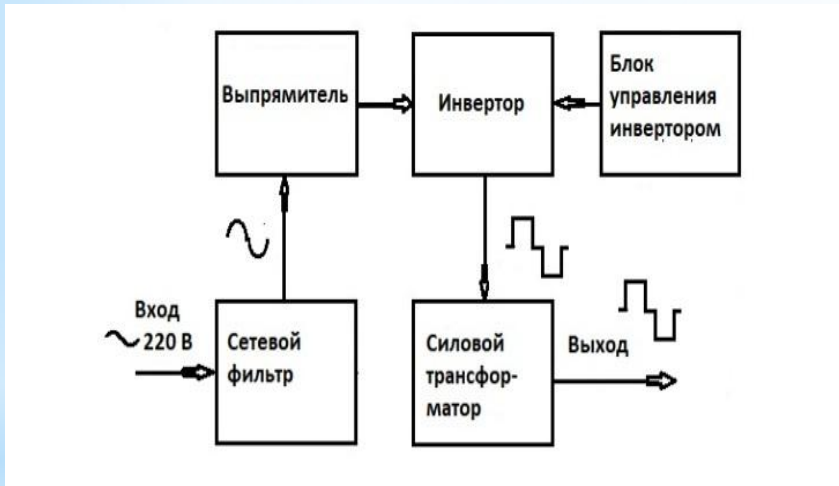 Выпрямитель
Инвертор
Блок
управления
инвертором
Вход
220 В
Сетевой
фильтр
Силовой
трансфор-
матор
Выход